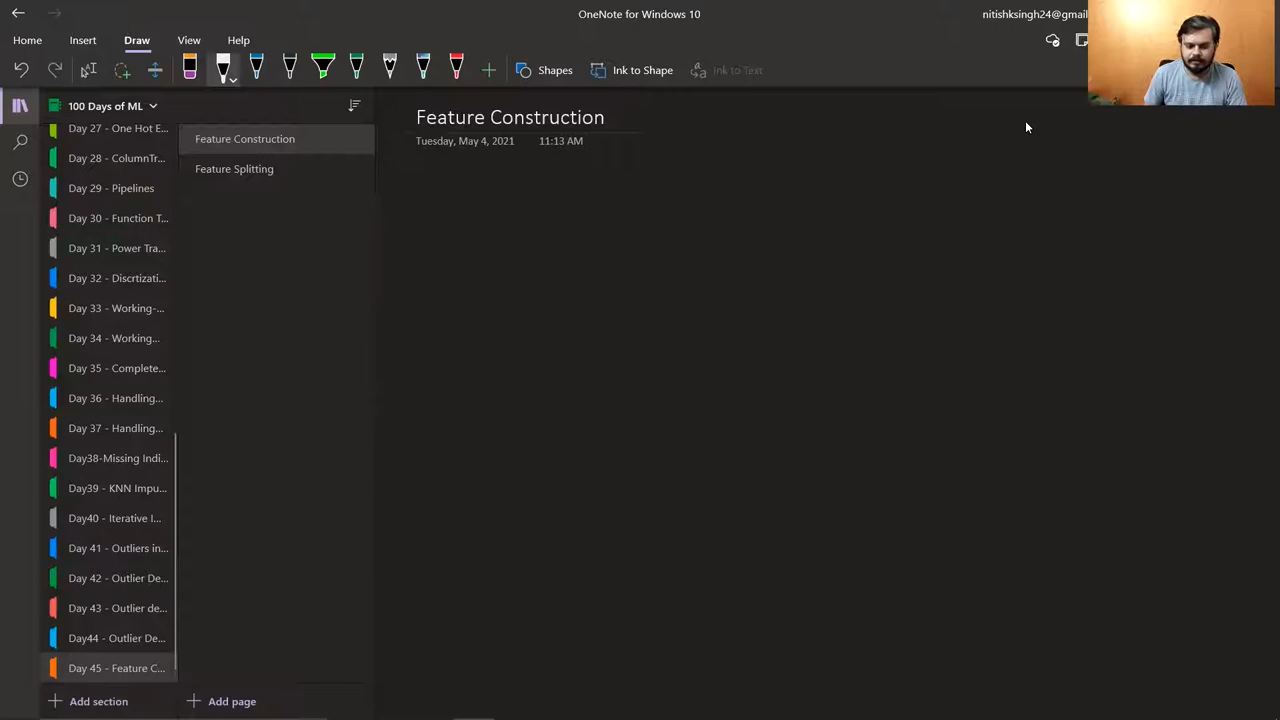 OneNote for Windows 10
nitishksingh24@gmail
Home
Insert
Draw
View
Help
Shapes
Ink to Shape
Ink to Text
100 Days of ML
Day 27 - One Hot E...
Day 28 - ColumnTr...
Day 29 - Pipelines
Day 30 - Function T...
Day 31 - Power Tra...
Day 32 - Discrtizati...
Day 33 - Working-...
Day 34 - Working...
Day 35 - Complete...
Day 36 - Handling...
Day 37 - Handling...
Day38-Missing Indi...
Day39 - KNN Impu...
Day40 - Iterative I...
Day 41 - Outliers in...
Day 42 - Outlier De...
Day 43 - Outlier de...
Day44 - Outlier De...
Day 45 - Feature C...
Add section
Feature Construction
Feature Splitting
Add page
Feature Construction
Tuesday, May 4, 2021 11:13 AM